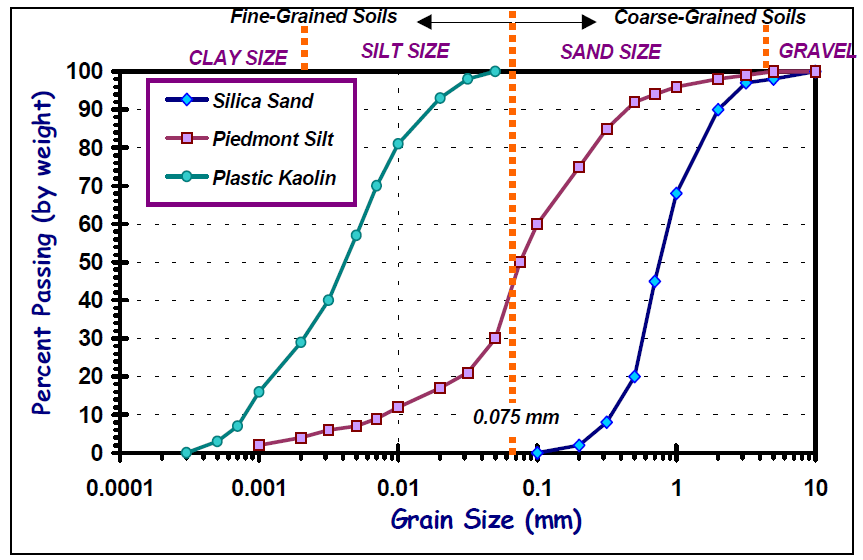 Fine-Grained Soils Coarse-Grained Soils
CLAY SIZE SILT SIZE SAND SIZE GRAVEL
100
90
80
70
60
50
40
30
20
10
0
Percent Passing (by weight)
Silica Sand
Piedmont Silt
Plastic Kaolin
0.075 mm
0.0001 0.001 0.01 0.1 1 10
Grain Size (mm)